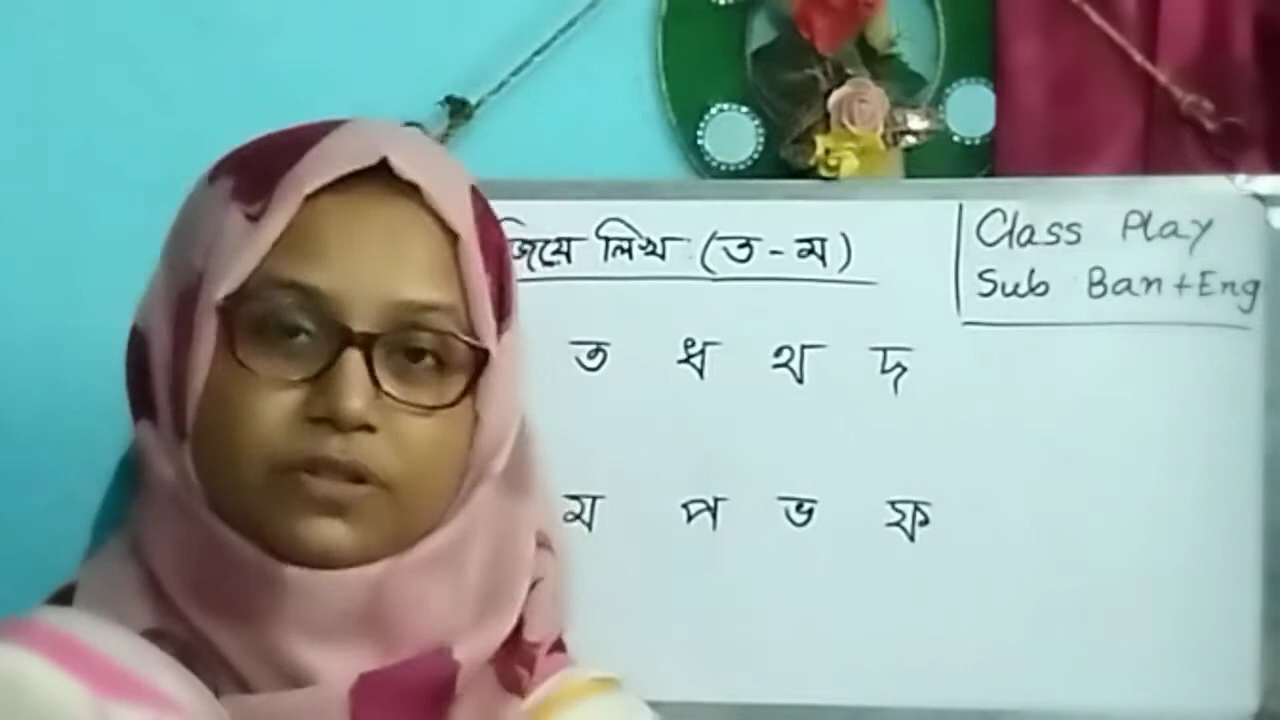 লিখ (ত-ম)
Class Play
Sub Ban+Eng
ত ধ থ দ
ম প ভ ফ